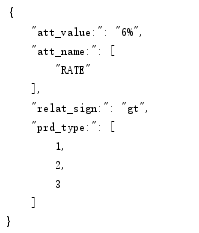 {
    "att_value:": "6%",
    "att_name:": [
        "RATE"
    ],
    "relat_sign:": "gt",
    "prd_type:": [
        1,
        2,
        3
    ]
}